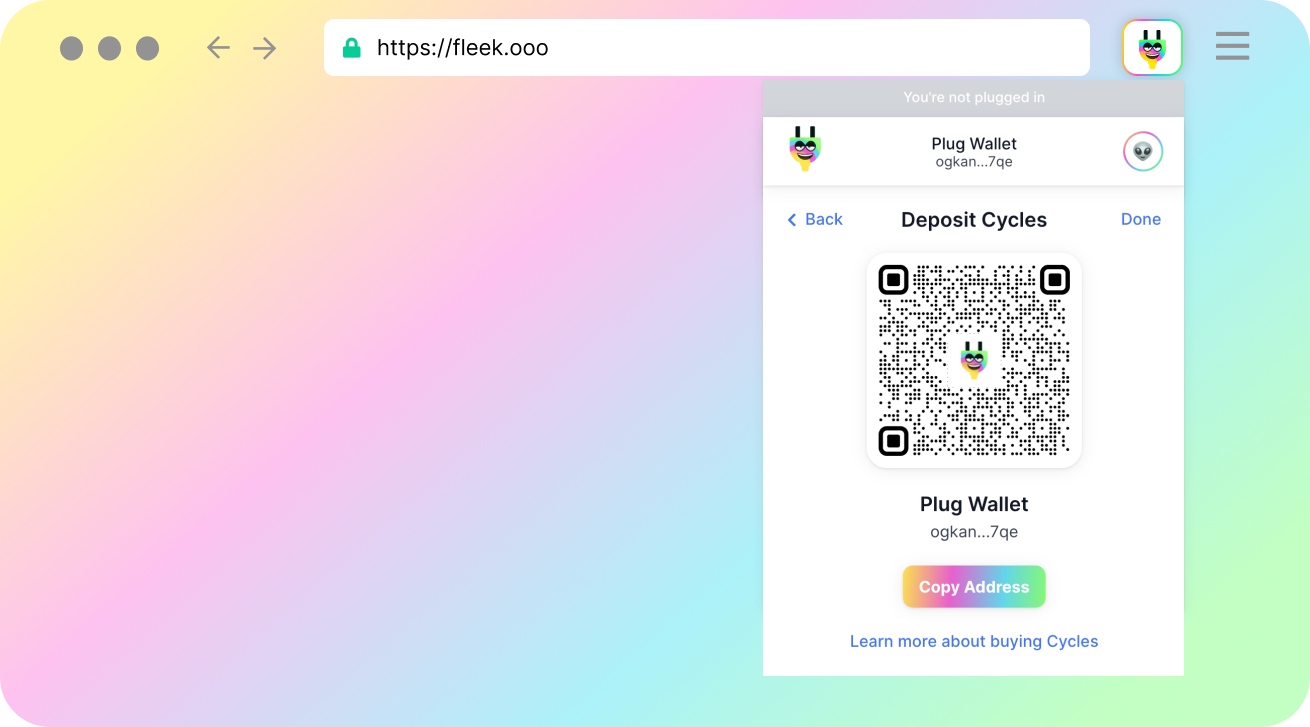 https://fleek.ooo
You're not plugged in
Plug Wallet
ogkan...7qe
Back
Deposit Cycles
Done
Plug Wallet
ogkan...7qe
Copy Address
Learn more about buying Cycles